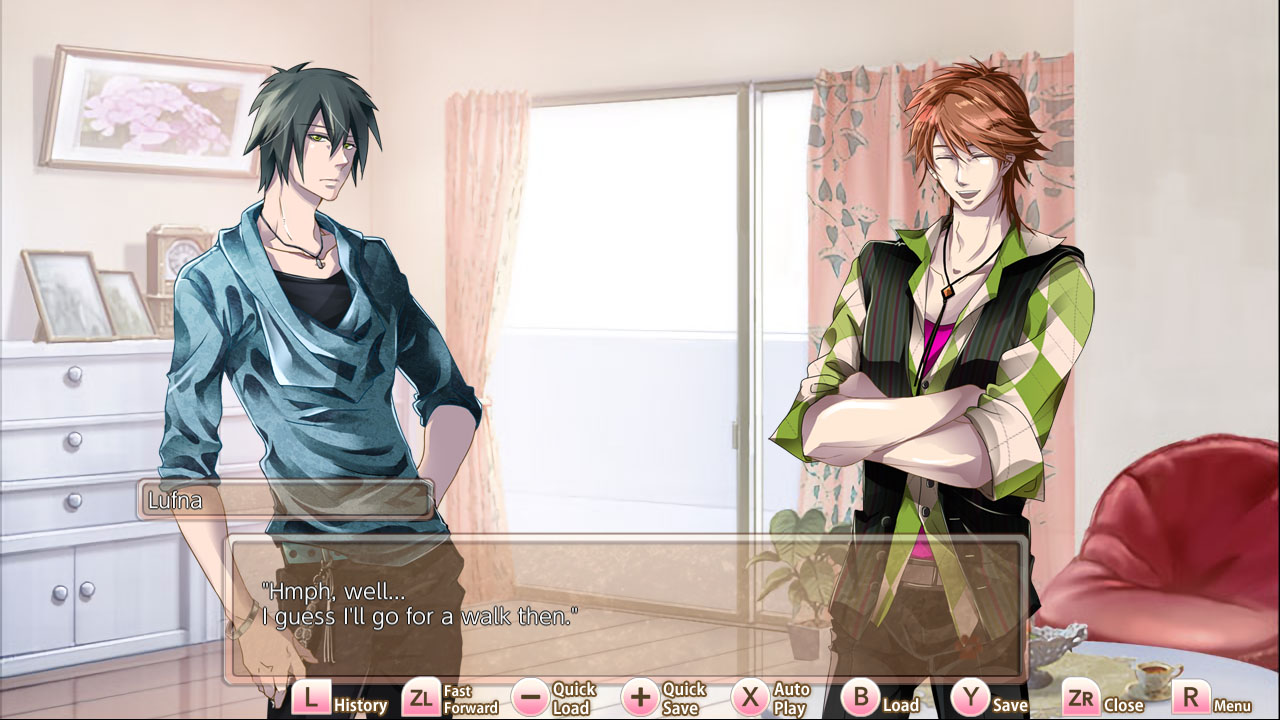 Lufna
"Hmph, well...
I guess I'll go for a walk then."
L History ZL Fast Forward − Quick Load + Quick Save X Auto Play B Load Y Save ZR Close R Menu